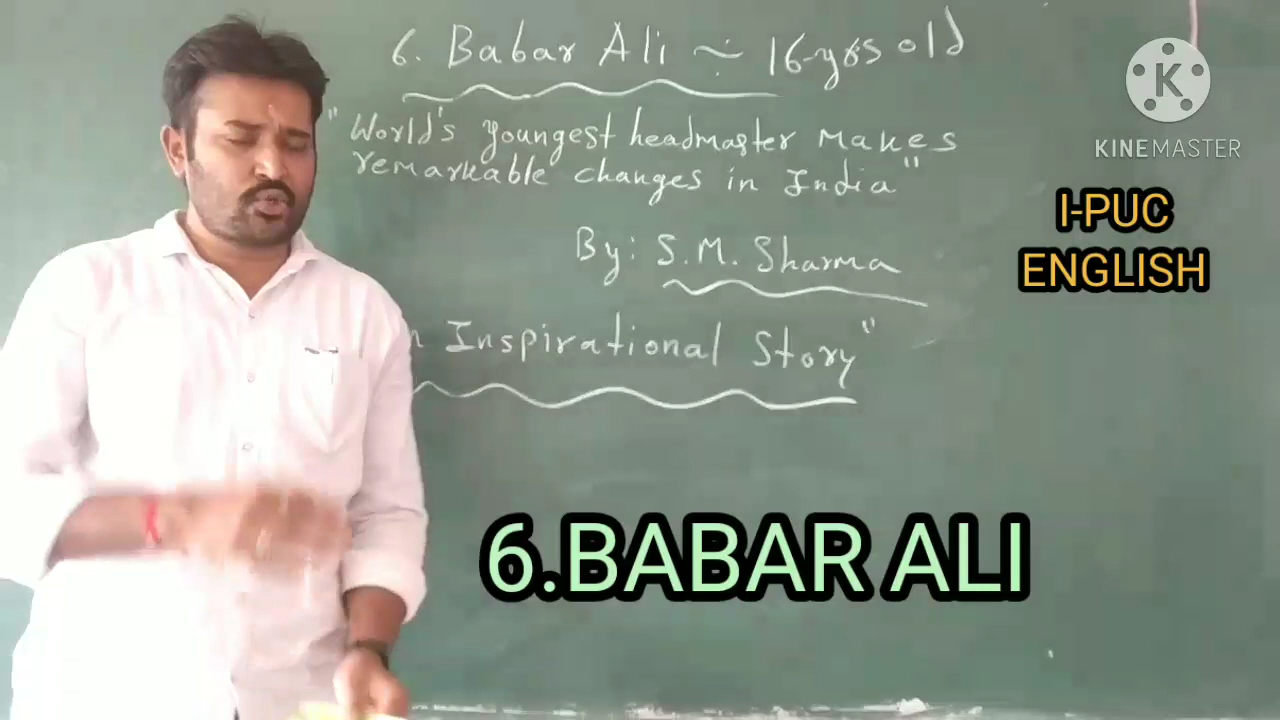 6. Babar Ali ~ 16-yrs old
"World's youngest headmaster makes
remarkable changes in India"
By: S.M. Sharma
n Inspirational Story"
K
KINEMASTER
I-PUC
ENGLISH
6.BABAR ALI